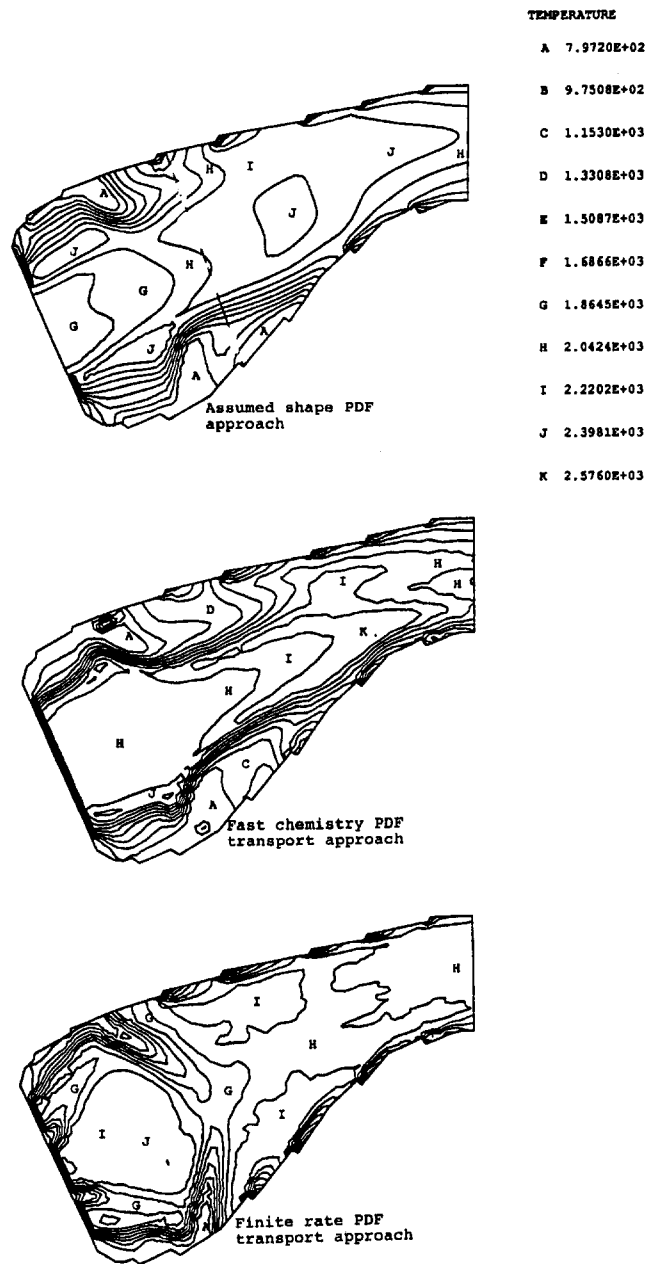 TEMPERATURE
A 7.9720E+02
B 9.7508E+02
C 1.1530E+03
D 1.3308E+03
E 1.5087E+03
F 1.6866E+03
G 1.8645E+03
H 2.0424E+03
I 2.2202E+03
J 2.3981E+03
K 2.5760E+03
A
H
I
J
H
J
J
H
G
G
J
A
A
Assumed shape PDF
approach
H
I
H
D
A
K
I
H
H
C
J
A
Fast chemistry PDF
transport approach
H
I
G
H
G
G
I
I
J
G
A
Finite rate PDF
transport approach